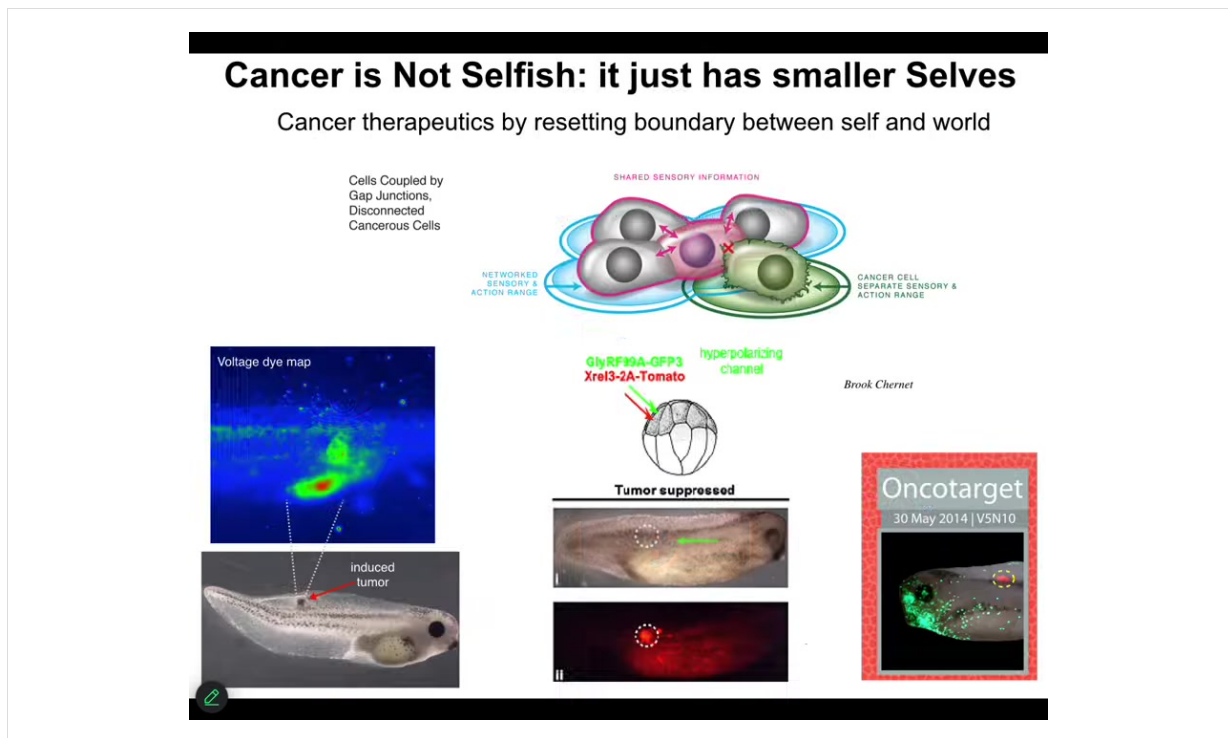 Cancer is Not Selfish: it just has smaller Selves
Cancer therapeutics by resetting boundary between self and world
Cells Coupled by
Gap Junctions,
Disconnected
Cancerous Cells
SHARED SENSORY INFORMATION
NETWORKED
SENSORY &
ACTION RANGE
CANCER CELL
SEPARATE SENSORY &
ACTION RANGE
Voltage dye map
induced
tumor
GlyRF99A-GFP3
Xrel3-2A-Tomato
hyperpolarizing
channel
Brook Chernet
Tumor suppressed
i
ii
Oncotarget
30 May 2014 | V5N10